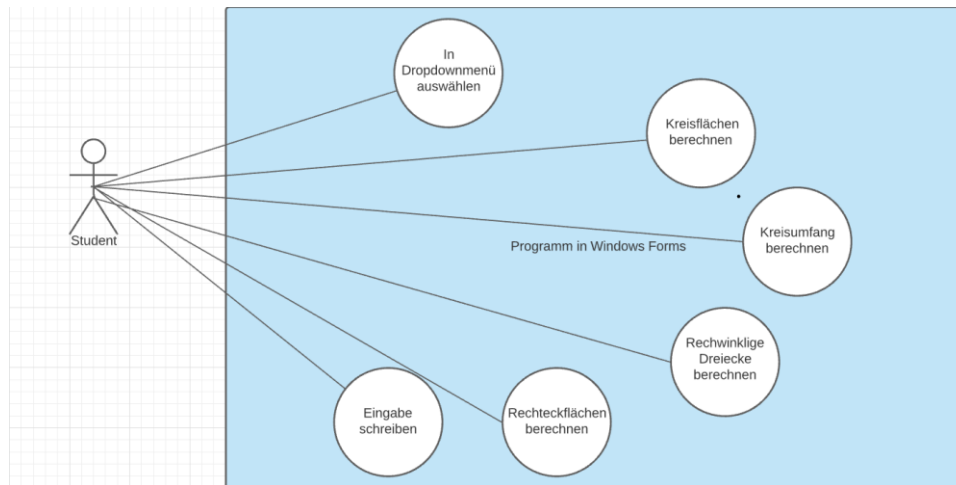 In
Dropdownmenü
auswählen
Kreisflächen
berechnen
Student
Programm in Windows Forms
Kreisumfang
berechnen
Rechwinklige
Dreiecke
berechnen
Eingabe
schreiben
Rechteckflächen
berechnen